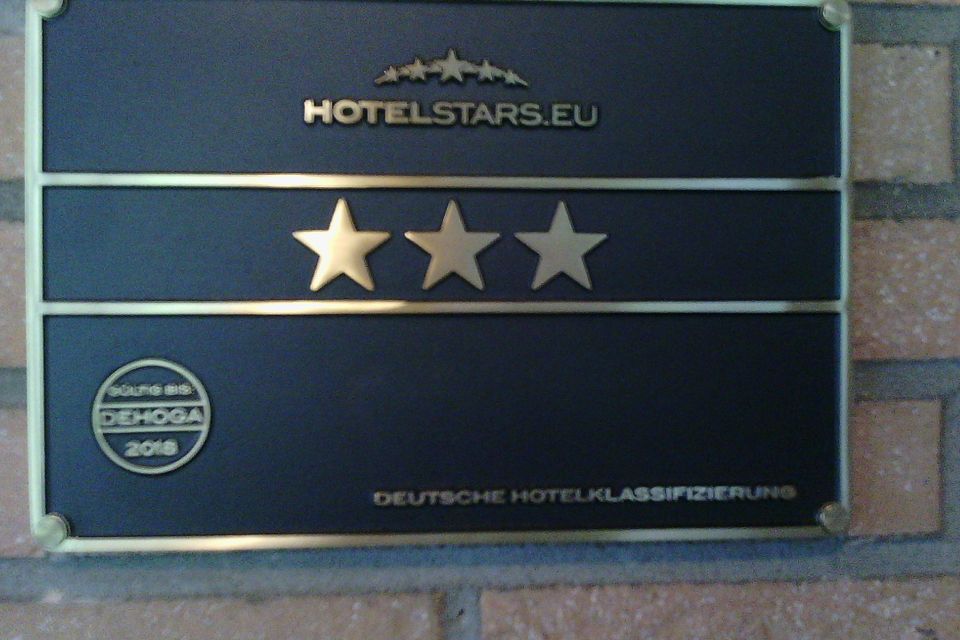 HOTELSTARS.EU
GÜLTIG BIS
DEHOGA
2018
DEUTSCHE HOTELKLASSIFIZIERUNG